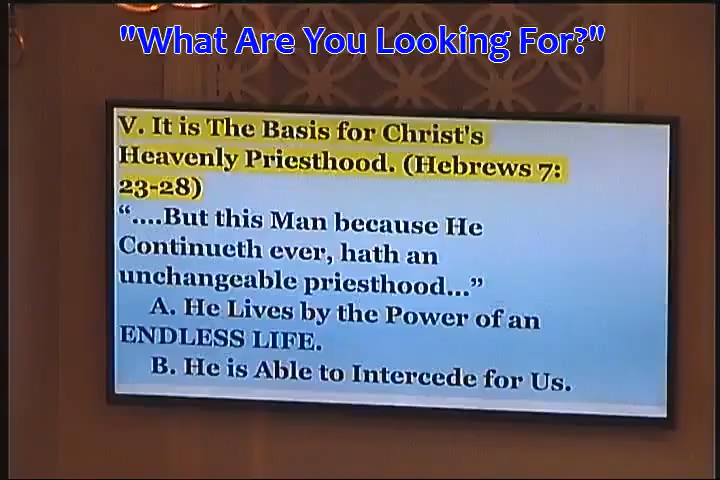 "What Are You Looking For?"
V. It is The Basis for Christ's
Heavenly Priesthood. (Hebrews 7:
23-28)
“....But this Man because He
Continueth ever, hath an
unchangeable priesthood...”
A. He Lives by the Power of an
ENDLESS LIFE.
B. He is Able to Intercede for Us.